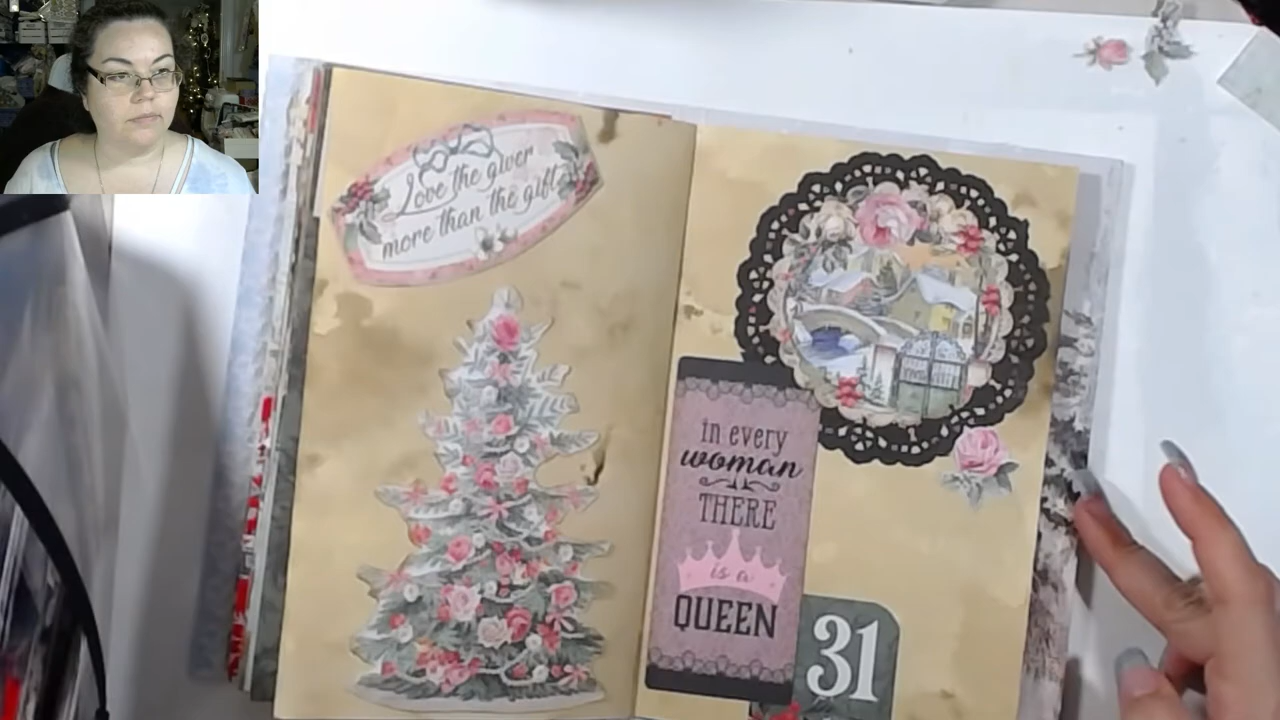 Love the giver
more than the gift
in every
woman
THERE
is a
QUEEN
31